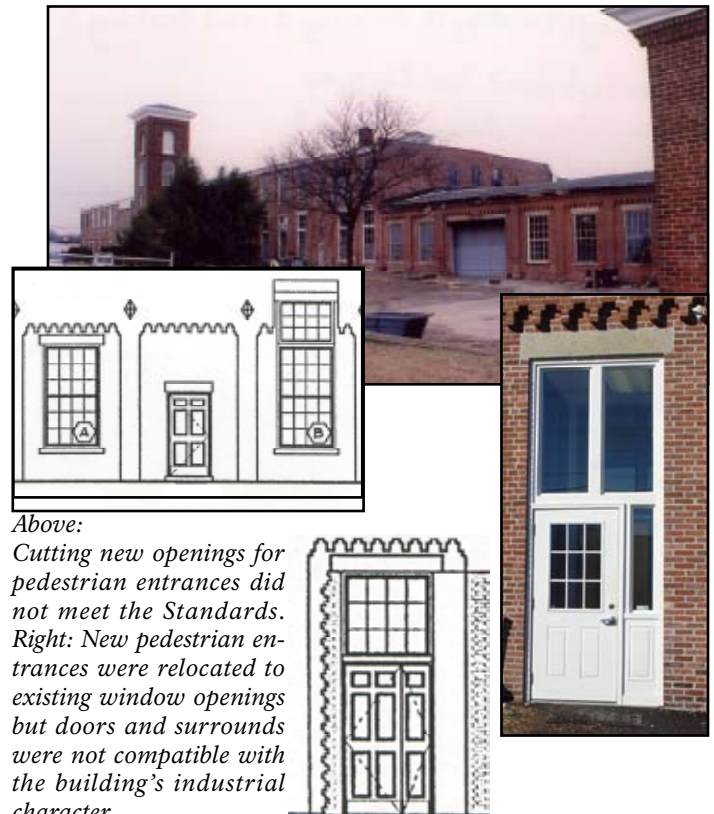 A
B
Above:
Cutting new openings for
pedestrian entrances did
not meet the Standards.
Right: New pedestrian en-
trances were relocated to
existing window openings
but doors and surrounds
were not compatible with
the building's industrial
character